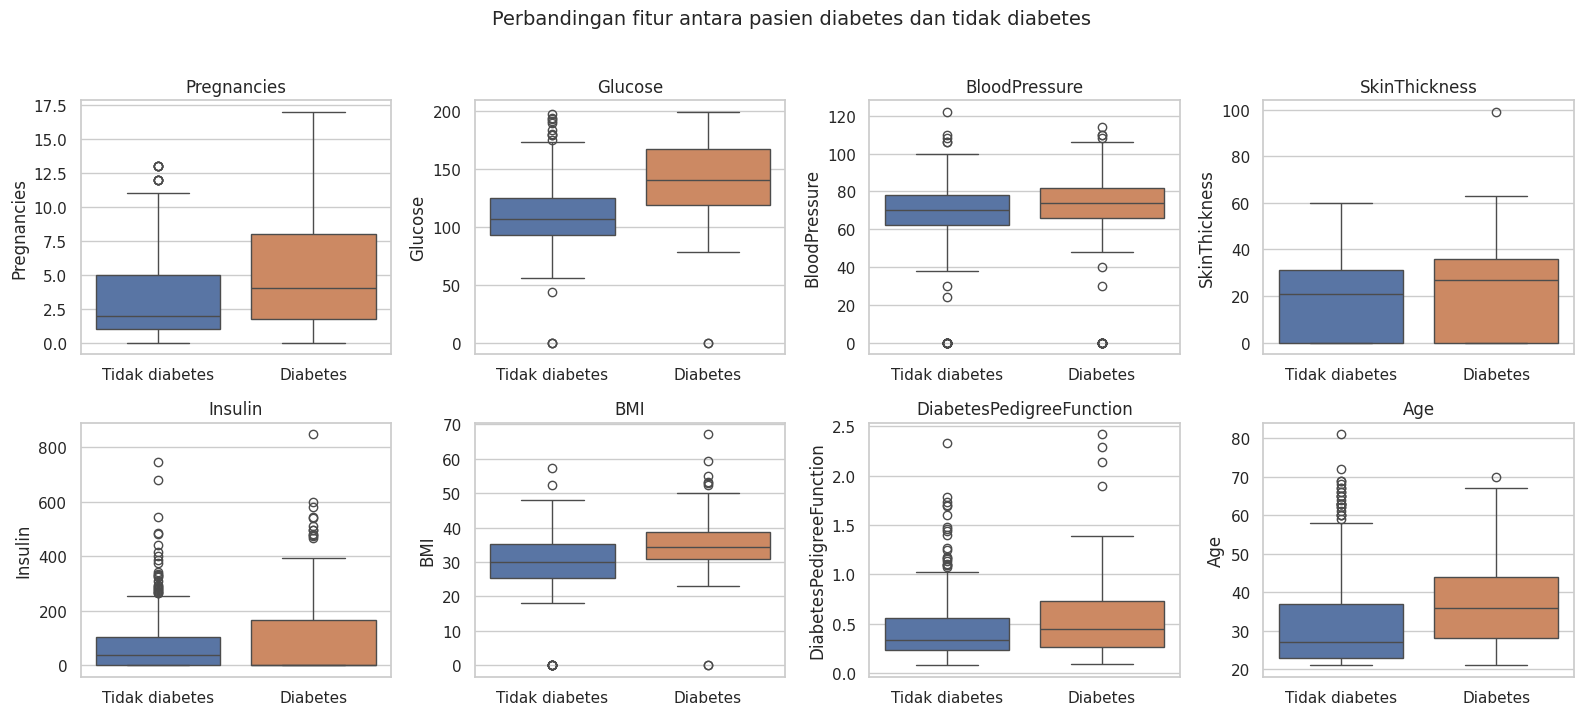 Perbandingan fitur antara pasien diabetes dan tidak diabetes
Pregnancies
Pregnancies
17.5
15.0
12.5
10.0
7.5
5.0
2.5
0.0
Tidak diabetes
Diabetes
Glucose
Glucose
200
150
100
50
0
Tidak diabetes
Diabetes
BloodPressure
BloodPressure
120
100
80
60
40
20
0
Tidak diabetes
Diabetes
SkinThickness
SkinThickness
100
80
60
40
20
0
Tidak diabetes
Diabetes
Insulin
Insulin
800
600
400
200
0
Tidak diabetes
Diabetes
BMI
BMI
70
60
50
40
30
20
10
0
Tidak diabetes
Diabetes
DiabetesPedigreeFunction
DiabetesPedigreeFunction
2.5
2.0
1.5
1.0
0.5
0.0
Tidak diabetes
Diabetes
Age
Age
80
70
60
50
40
30
20
Tidak diabetes
Diabetes